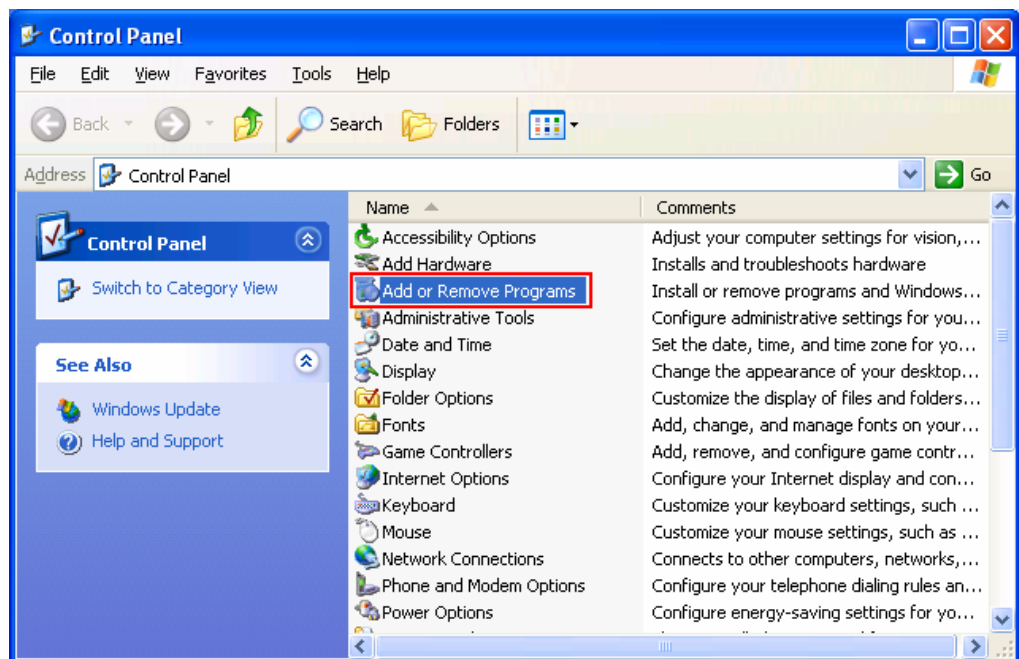 Control Panel
File Edit View Favorites Tools Help
Back Search Folders
Address Control Panel Go
Control Panel
Switch to Category View
See Also
Windows Update
Help and Support
Name Comments
Accessibility Options Adjust your computer settings for vision,...
Add Hardware Installs and troubleshoots hardware
Add or Remove Programs Install or remove programs and Windows...
Administrative Tools Configure administrative settings for you...
Date and Time Set the date, time, and time zone for yo...
Display Change the appearance of your desktop...
Folder Options Customize the display of files and folders...
Fonts Add, change, and manage fonts on your...
Game Controllers Add, remove, and configure game contr...
Internet Options Configure your Internet display and con...
Keyboard Customize your keyboard settings, such ...
Mouse Customize your mouse settings, such as ...
Network Connections Connects to other computers, networks,...
Phone and Modem Options Configure your telephone dialing rules an...
Power Options Configure energy-saving settings for yo...